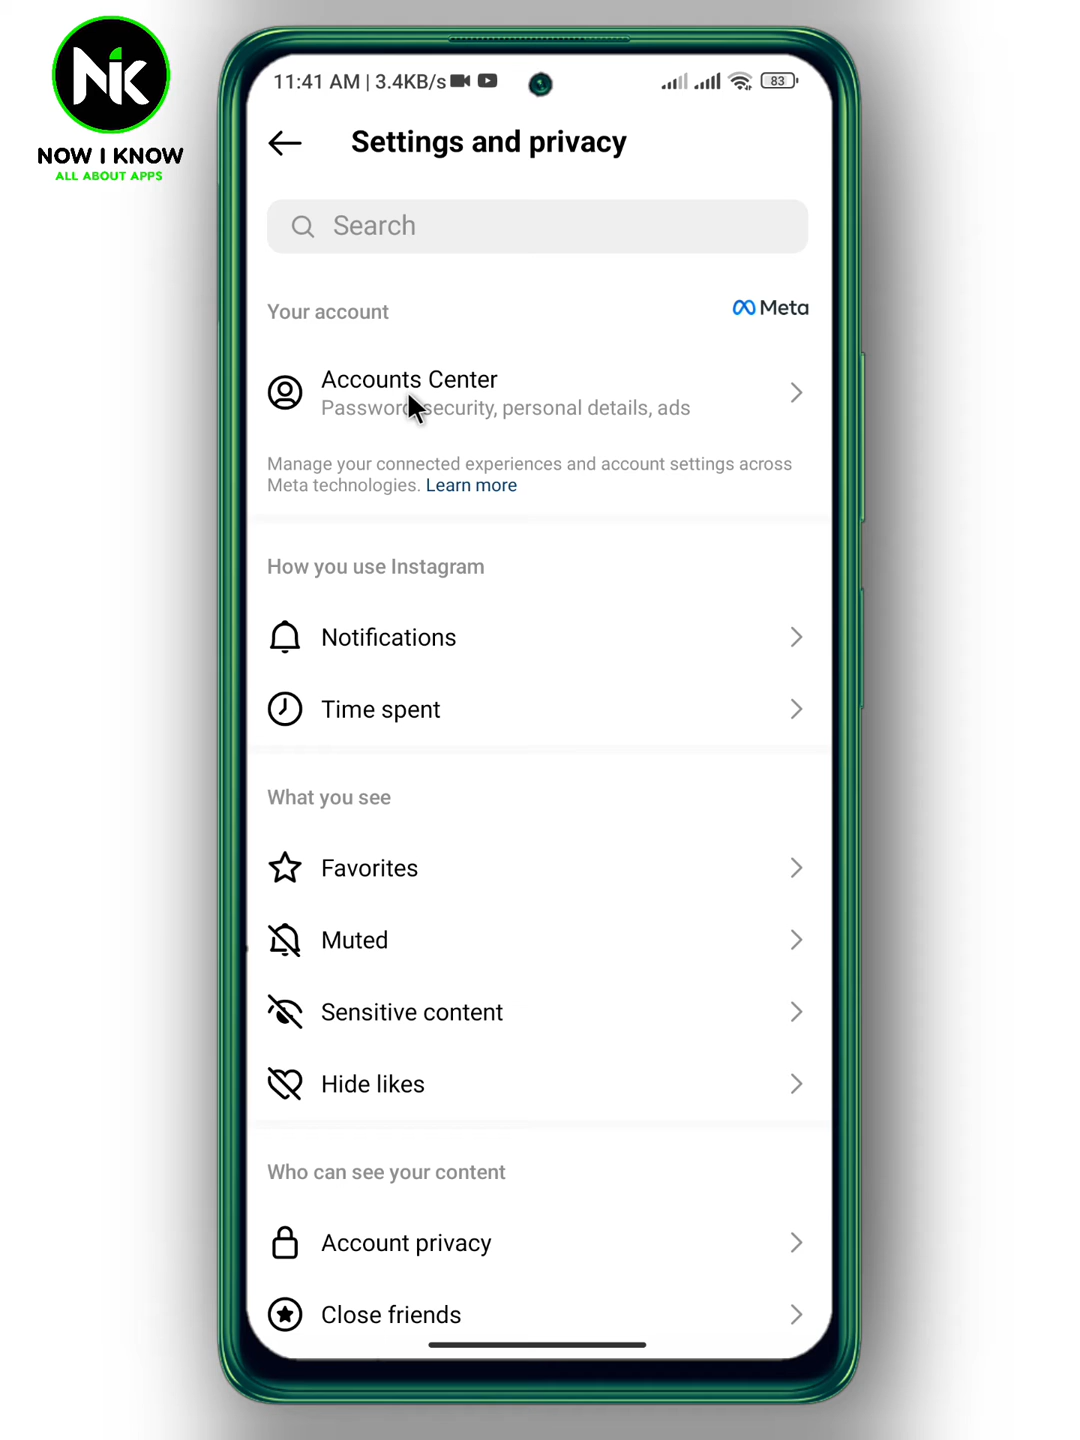 NiK
NOW I KNOW
ALL ABOUT APPS
11:41 AM | 3.4KB/s
83
Settings and privacy
Search
Your account
Meta
Accounts Center
Password, security, personal details, ads
Manage your connected experiences and account settings across
Meta technologies. Learn more
How you use Instagram
Notifications
Time spent
What you see
Favorites
Muted
Sensitive content
Hide likes
Who can see your content
Account privacy
Close friends